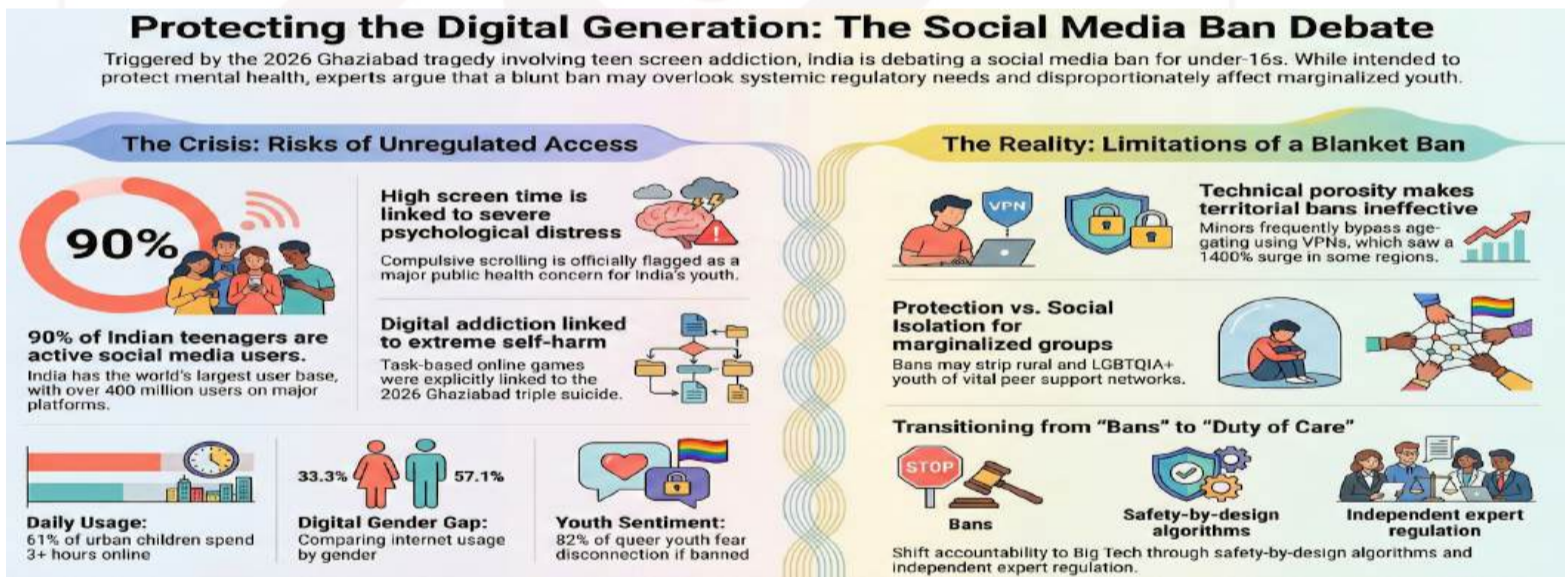 Protecting the Digital Generation: The Social Media Ban Debate
Triggered by the 2026 Ghaziabad tragedy involving teen screen addiction, India is debating a social media ban for under-16s. While intended to
protect mental health, experts argue that a blunt ban may overlook systemic regulatory needs and disproportionately affect marginalized youth.
The Crisis: Risks of Unregulated Access
90%
90% of Indian teenagers are
active social media users.
India has the world's largest user base,
with over 400 million users on major
platforms.
High screen time is
linked to severe
psychological distress
Compulsive scrolling is officially flagged as a
major public health concern for India's youth.
Digital addiction linked
to extreme self-harm
Task-based online games
were explicitly linked to the
2026 Ghaziabad triple suicide.
Daily Usage:
61% of urban children spend
3+ hours online
33.3%
57.1%
Digital Gender Gap:
Comparing internet usage
by gender
Youth Sentiment:
82% of queer youth fear
disconnection if banned
The Reality: Limitations of a Blanket Ban
VPN
Technical porosity makes
territorial bans ineffective
Minors frequently bypass age-
gating using VPNs, which saw a
1400% surge in some regions.
Protection vs. Social
Isolation for
marginalized groups
Bans may strip rural and LGBTQIA+
youth of vital peer support networks.
Transitioning from "Bans" to "Duty of Care"
STOP
Bans
Safety-by-design
algorithms
Independent expert
regulation
Shift accountability to Big Tech through safety-by-design algorithms and
independent expert regulation.